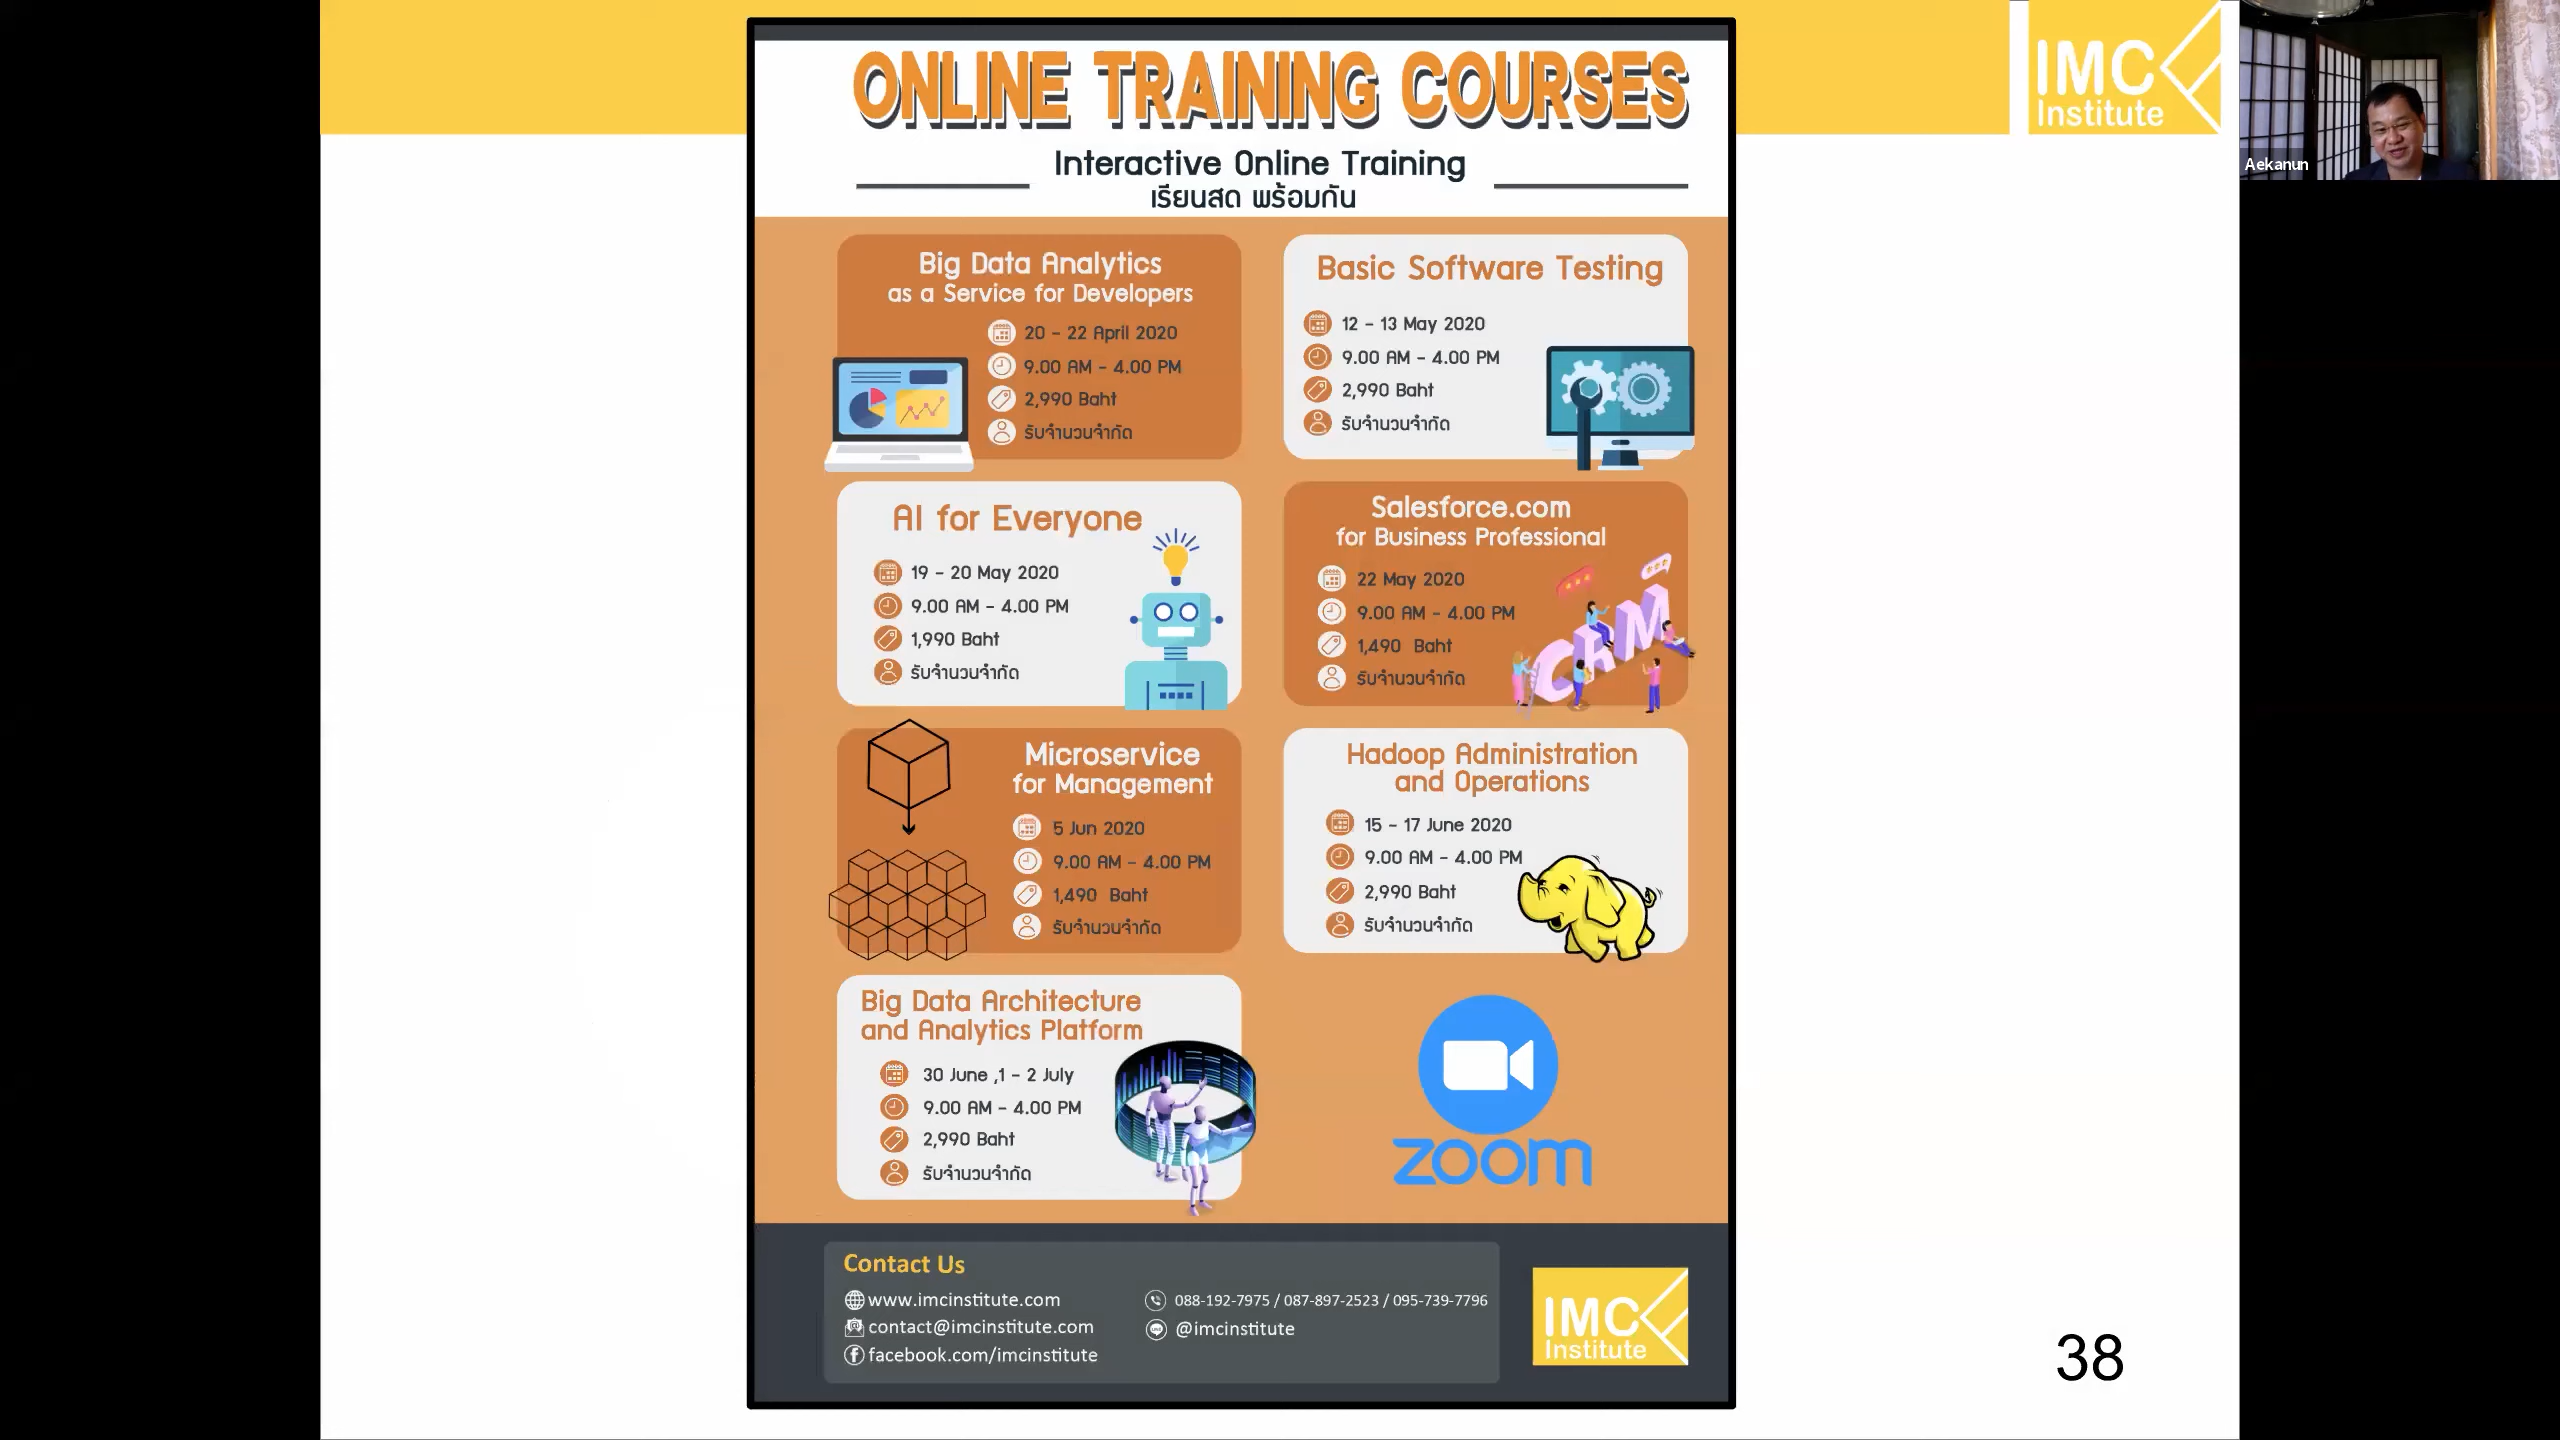 ONLINE TRAINING COURSES
Interactive Online Training
เรียนสด พร้อมกัน
IMC
Institute
Aekanun
Big Data Analytics
as a Service for Developers
20 - 22 April 2020
9.00 AM - 4.00 PM
2,990 Baht
รับจำนวนจำกัด
Basic Software Testing
12 - 13 May 2020
9.00 AM - 4.00 PM
2,990 Baht
รับจำนวนจำกัด
AI for Everyone
19 - 20 May 2020
9.00 AM - 4.00 PM
1,990 Baht
รับจำนวนจำกัด
Salesforce.com
for Business Professional
22 May 2020
9.00 AM - 4.00 PM
1,490 Baht
รับจำนวนจำกัด
CRM
Microservice
for Management
5 Jun 2020
9.00 AM - 4.00 PM
1,490 Baht
รับจำนวนจำกัด
Hadoop Administration
and Operations
15 - 17 June 2020
9.00 AM - 4.00 PM
2,990 Baht
รับจำนวนจำกัด
Big Data Architecture
and Analytics Platform
30 June ,1 - 2 July
9.00 AM - 4.00 PM
2,990 Baht
รับจำนวนจำกัด
zoom
Contact Us
www.imcinstitute.com
contact@imcinstitute.com
facebook.com/imcinstitute
088-192-7975 / 087-897-2523 / 095-739-7796
@imcinstitute
IMC
Institute
38